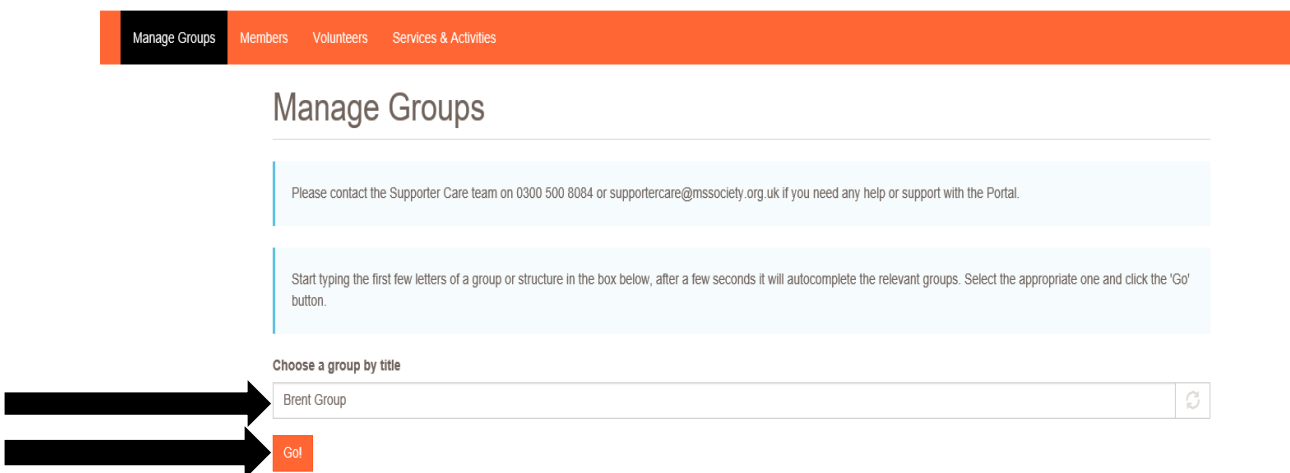 Manage Groups Members Volunteers Services & Activities
Manage Groups
Please contact the Supporter Care team on 0300 500 8084 or supportercare@mssociety.org.uk if you need any help or support with the Portal.
Start typing the first few letters of a group or structure in the box below, after a few seconds it will autocomplete the relevant groups. Select the appropriate one and click the 'Go'
button.
Choose a group by title
Brent Group
Go!